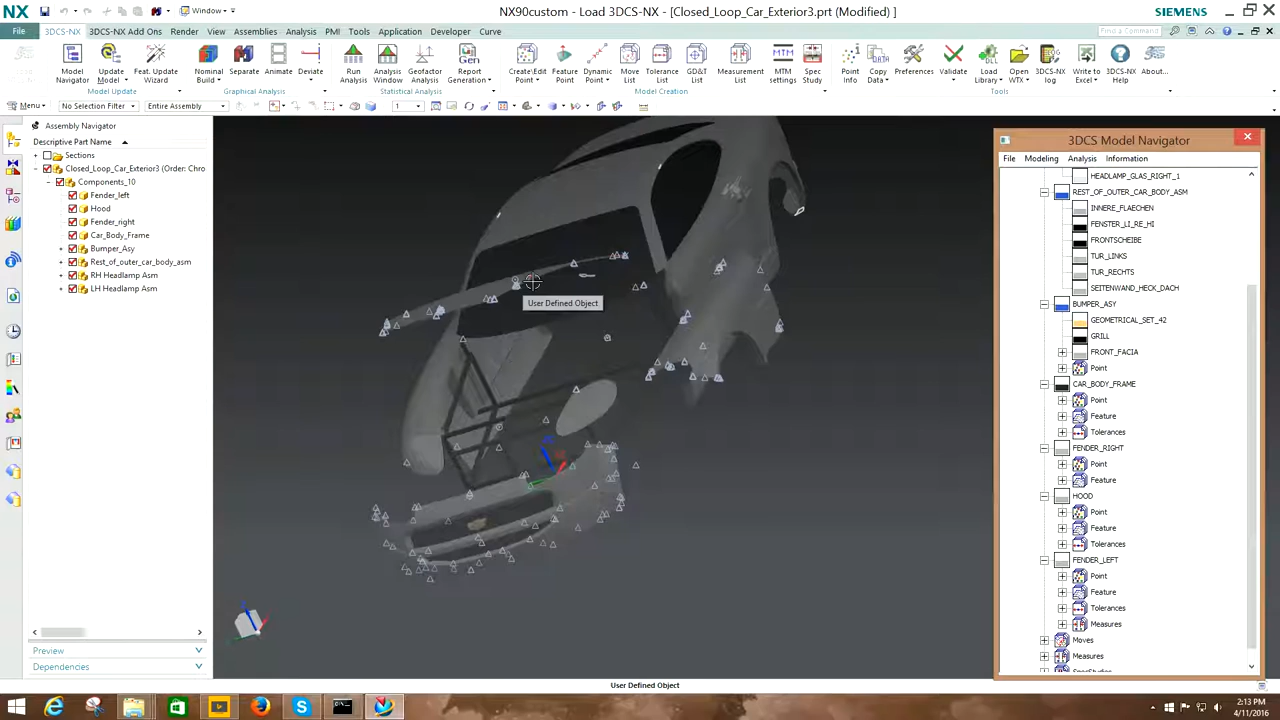 NX
Window
NX90custom - Load 3DCS-NX - [Closed_Loop_Car_Exterior3.prt (Modified) ]
SIEMENS
File
3DCS-NX
3DCS-NX Add Ons
Render
View
Assemblies
Analysis
PMI
Tools
Application
Developer
Curve
Find a Command
Model Navigator
Update Model
Feat. Update Wizard
Nominal Build
Separate
Animate
Deviate
Run Analysis
Analysis Window
Geofactor Analysis
Report Generation
Create\Edit Point
Feature Point
Dynamic Point
Move List
Tolerance List
GD&T List
Measurement List
MTM settings
Spec Study
Point Info
Copy Data
Preferences
Validate
Load Library
Open WTX
3DCS-NX log
Write to Excel
3DCS-NX Help
About...
Model Update
Graphical Analysis
Statistical Analysis
Model Creation
Tools
Menu
No Selection Filter
Entire Assembly
1
Assembly Navigator
Descriptive Part Name
Sections
Closed_Loop_Car_Exterior3 (Order: Chro
Components_10
Fender_left
Hood
Fender_right
Car_Body_Frame
Bumper_Asy
Rest_of_outer_car_body_asm
RH Headlamp Asm
LH Headlamp Asm
Preview
Dependencies
User Defined Object
3DCS Model Navigator
File
Modeling
Analysis
Information
HEADLAMP_GLAS_RIGHT_1
REST_OF_OUTER_CAR_BODY_ASM
INNERE_FLAECHEN
FENSTER_LI_RE_HI
FRONTSCHEIBE
TUR_LINKS
TUR_RECHTS
SEITENWAND_HECK_DACH
BUMPER_ASY
GEOMETRICAL_SET_42
GRILL
FRONT_FACIA
Point
CAR_BODY_FRAME
Point
Feature
Tolerances
FENDER_RIGHT
Point
Feature
HOOD
Point
Feature
Tolerances
FENDER_LEFT
Point
Feature
Tolerances
Measures
Moves
Measures
User Defined Object
2:13 PM
4/11/2016